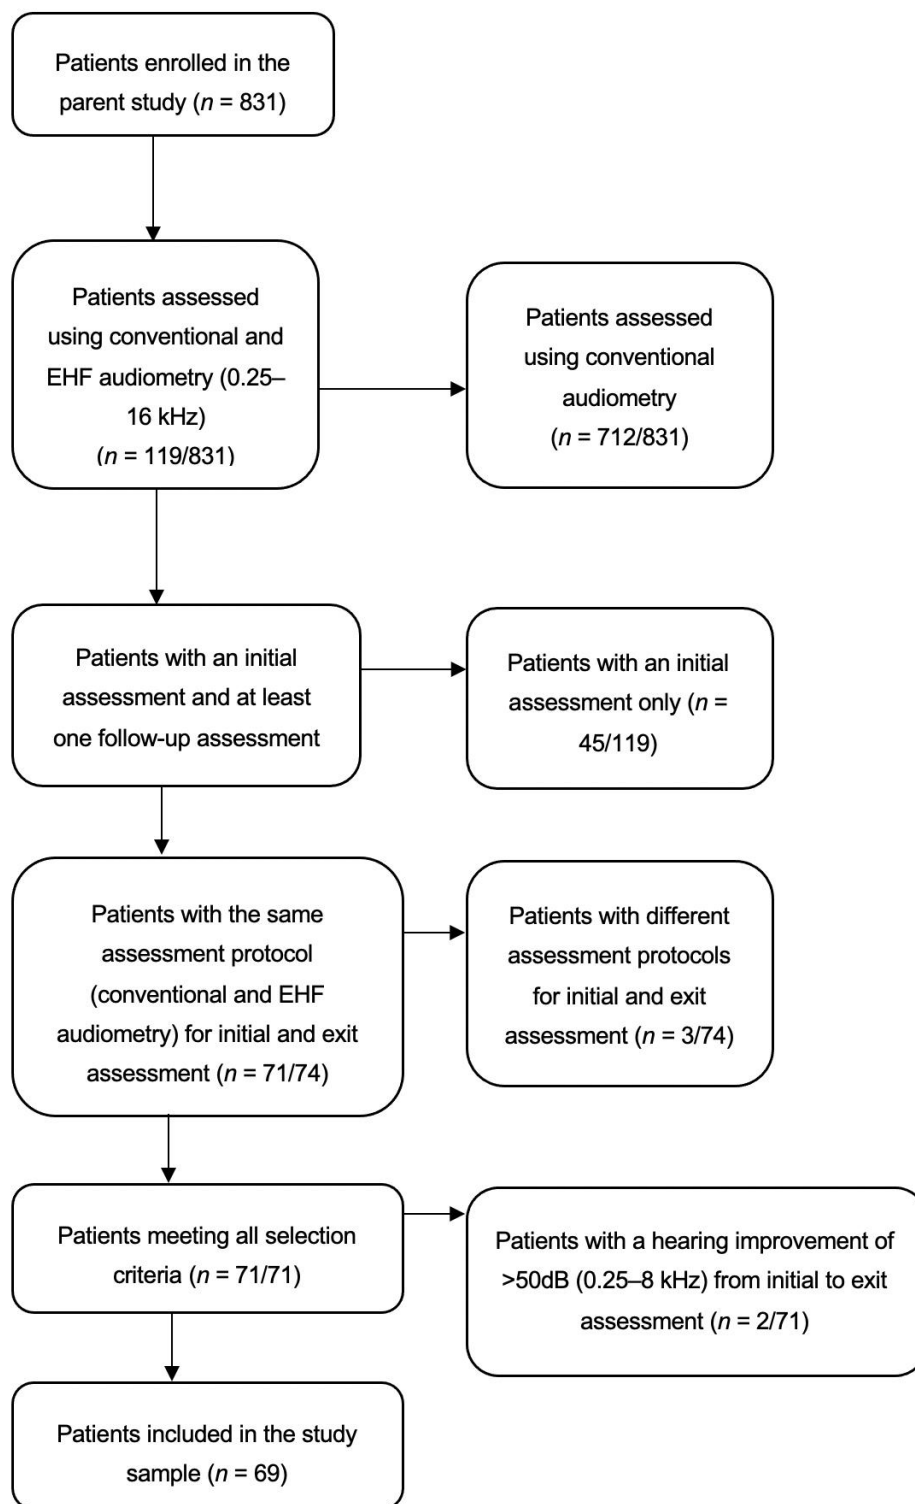 Patients enrolled in the
parent study (n = 831)
Patients assessed
using conventional and
EHF audiometry (0.25–
16 kHz)
(n = 119/831)
Patients assessed
using conventional
audiometry
(n = 712/831)
Patients with an initial
assessment and at least
one follow-up assessment
Patients with an initial
assessment only (n =
45/119)
Patients with the same
assessment protocol
(conventional and EHF
audiometry) for initial and exit
assessment (n = 71/74)
Patients with different
assessment protocols
for initial and exit
assessment (n = 3/74)
Patients meeting all selection
criteria (n = 71/71)
Patients with a hearing improvement of
>50dB (0.25–8 kHz) from initial to exit
assessment (n = 2/71)
Patients included in the study
sample (n = 69)